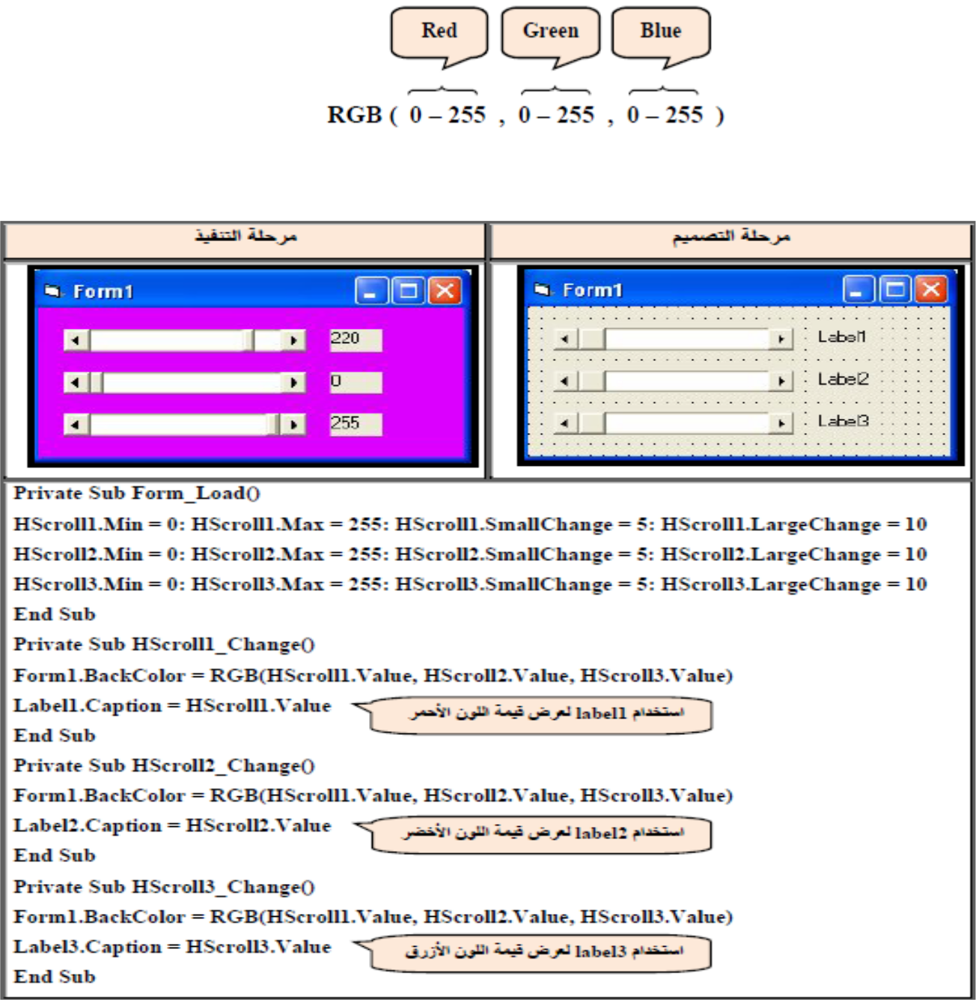 Red Green Blue
RGB ( 0 – 255 , 0 – 255 , 0 – 255 )
مرحلة التصميم
مرحلة التنفيذ
Form1
Label1
Label2
Label3
Form1
220
0
255
Private Sub Form_Load()
HScroll1.Min = 0: HScroll1.Max = 255: HScroll1.SmallChange = 5: HScroll1.LargeChange = 10
HScroll2.Min = 0: HScroll2.Max = 255: HScroll2.SmallChange = 5: HScroll2.LargeChange = 10
HScroll3.Min = 0: HScroll3.Max = 255: HScroll3.SmallChange = 5: HScroll3.LargeChange = 10
End Sub
Private Sub HScroll1_Change()
Form1.BackColor = RGB(HScroll1.Value, HScroll2.Value, HScroll3.Value)
Label1.Caption = HScroll1.Value
استخدام label1 لعرض قيمة اللون الأحمر
End Sub
Private Sub HScroll2_Change()
Form1.BackColor = RGB(HScroll1.Value, HScroll2.Value, HScroll3.Value)
Label2.Caption = HScroll2.Value
استخدام label2 لعرض قيمة اللون الأخضر
End Sub
Private Sub HScroll3_Change()
Form1.BackColor = RGB(HScroll1.Value, HScroll2.Value, HScroll3.Value)
Label3.Caption = HScroll3.Value
استخدام label3 لعرض قيمة اللون الأزرق
End Sub